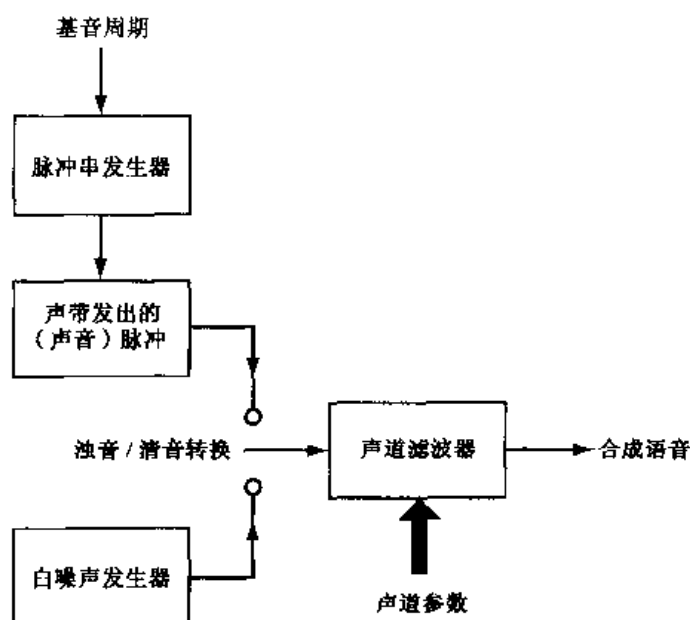 基音周期
脉冲串发生器
声带发出的
（声音）脉冲
浊音/清音转换
声道滤波器
合成语音
白噪声发生器
声道参数